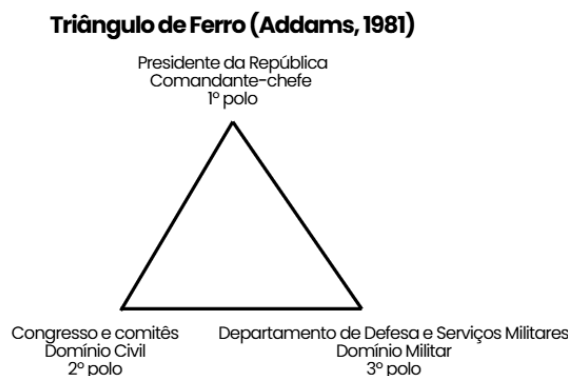 Triângulo de Ferro (Addams, 1981)
Presidente da República
Comandante-chefe
1º polo
Congresso e comitês
Domínio Civil
2º polo
Departamento de Defesa e Serviços Militares
Domínio Militar
3º polo